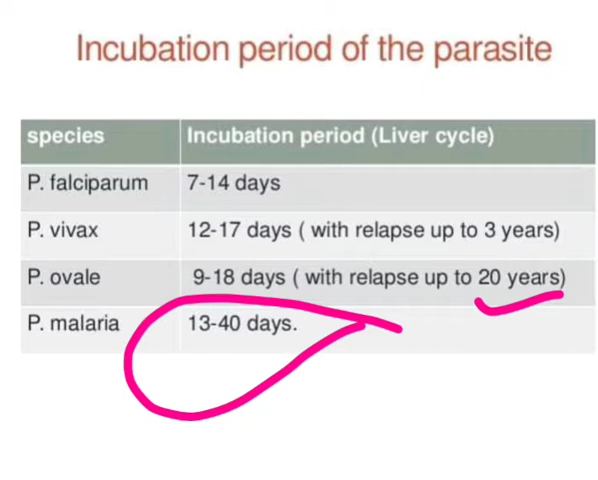 Incubation period of the parasite
species Incubation period (Liver cycle)
P. falciparum 7-14 days
P. vivax 12-17 days ( with relapse up to 3 years)
P. ovale 9-18 days ( with relapse up to 20 years)
P. malaria 13-40 days.